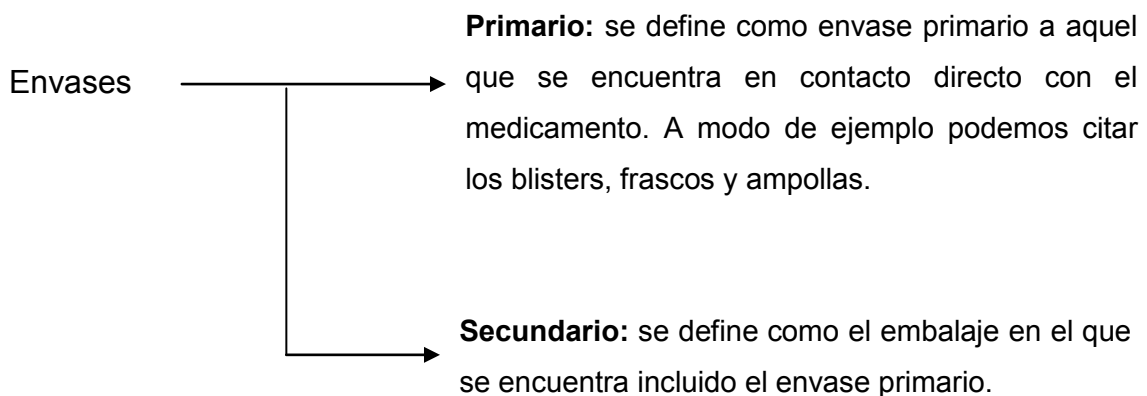 Envases
Primario: se define como envase primario a aquel
que se encuentra en contacto directo con el
medicamento. A modo de ejemplo podemos citar
los blisters, frascos y ampollas.
Secundario: se define como el embalaje en el que
se encuentra incluido el envase primario.